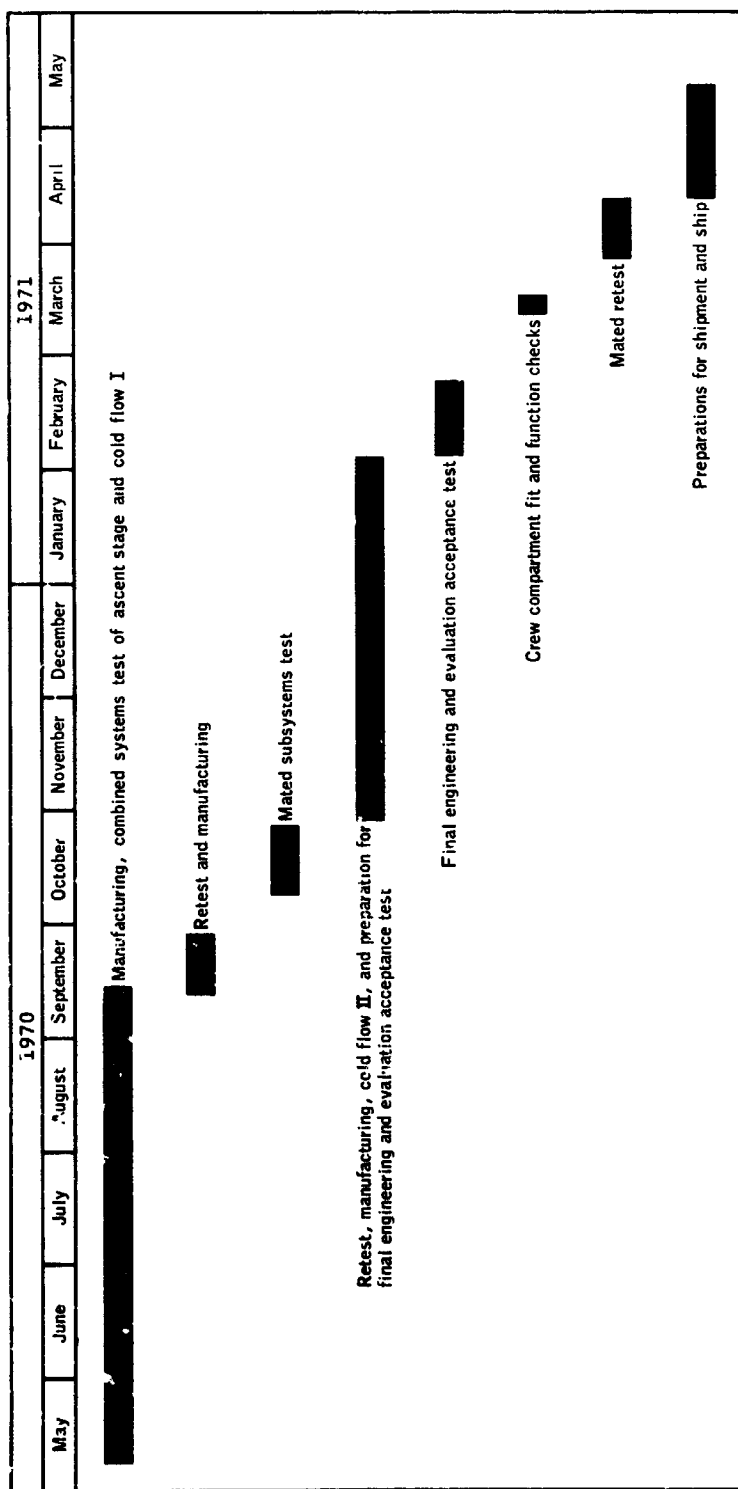 1970
1971
May
June
July
August
September
October
November
December
January
February
March
April
May
Manufacturing, combined systems test of ascent stage and cold flow I
Retest and manufacturing
Mated subsystems test
Retest, manufacturing, cold flow II, and preparation for
final engineering and evaluation acceptance test
Final engineering and evaluation acceptance test
Crew compartment fit and function checks
Mated retest
Preparations for shipment and ship